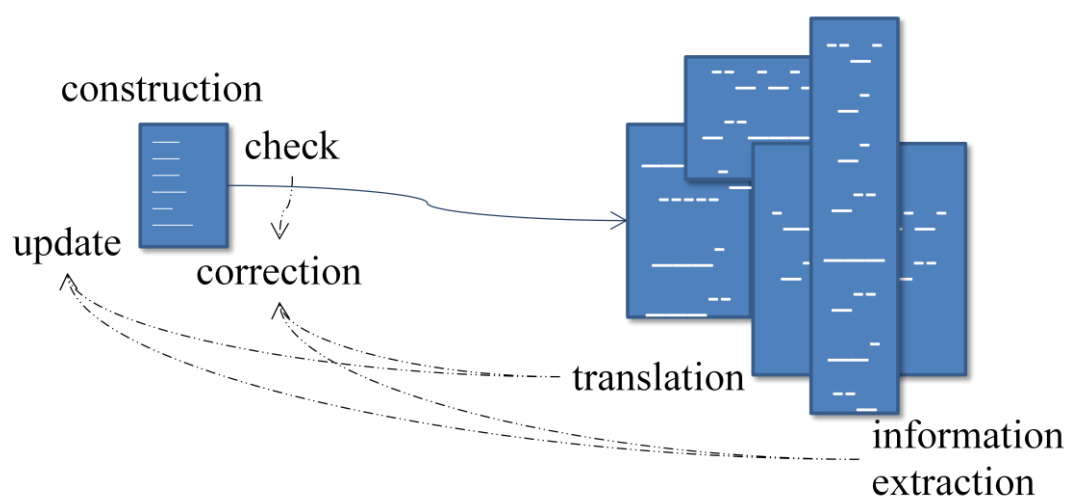 construction
check
update
correction
translation
information
extraction